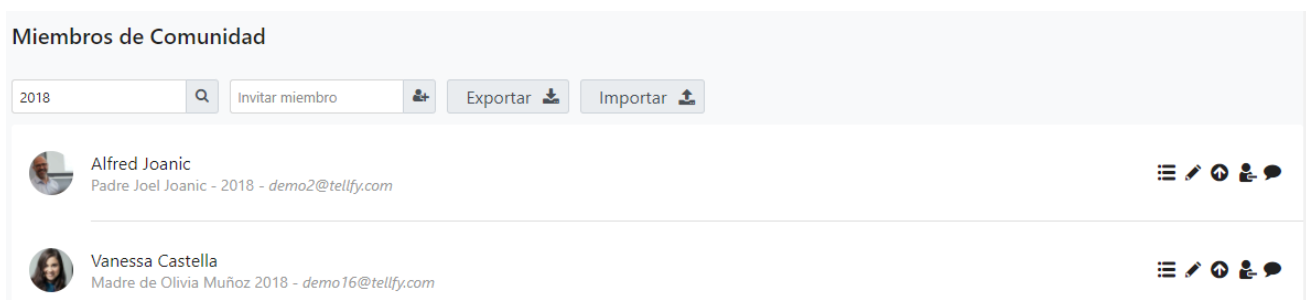 Miembros de Comunidad
2018 Invitar miembro Exportar Importar
Alfred Joanic
Padre Joel Joanic - 2018 - demo2@tellfy.com
Vanessa Castella
Madre de Olivia Muñoz 2018 - demo16@tellfy.com